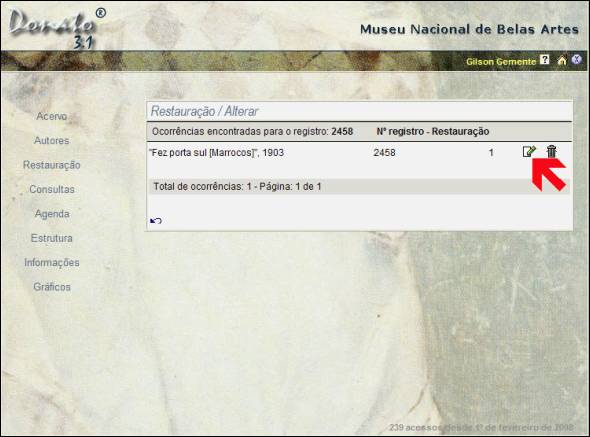 Donato ®
3.1
Museu Nacional de Belas Artes
Gilson Gemente ?
Acervo
Autores
Restauração
Consultas
Agenda
Estrutura
Informações
Gráficos
Restauração / Alterar
Ocorrências encontradas para o registro: 2458 Nº registro - Restauração
"Fez porta sul [Marrocos]", 1903 2458 1
Total de ocorrências: 1 - Página: 1 de 1
239 acessos desde 1º de fevereiro de 2008